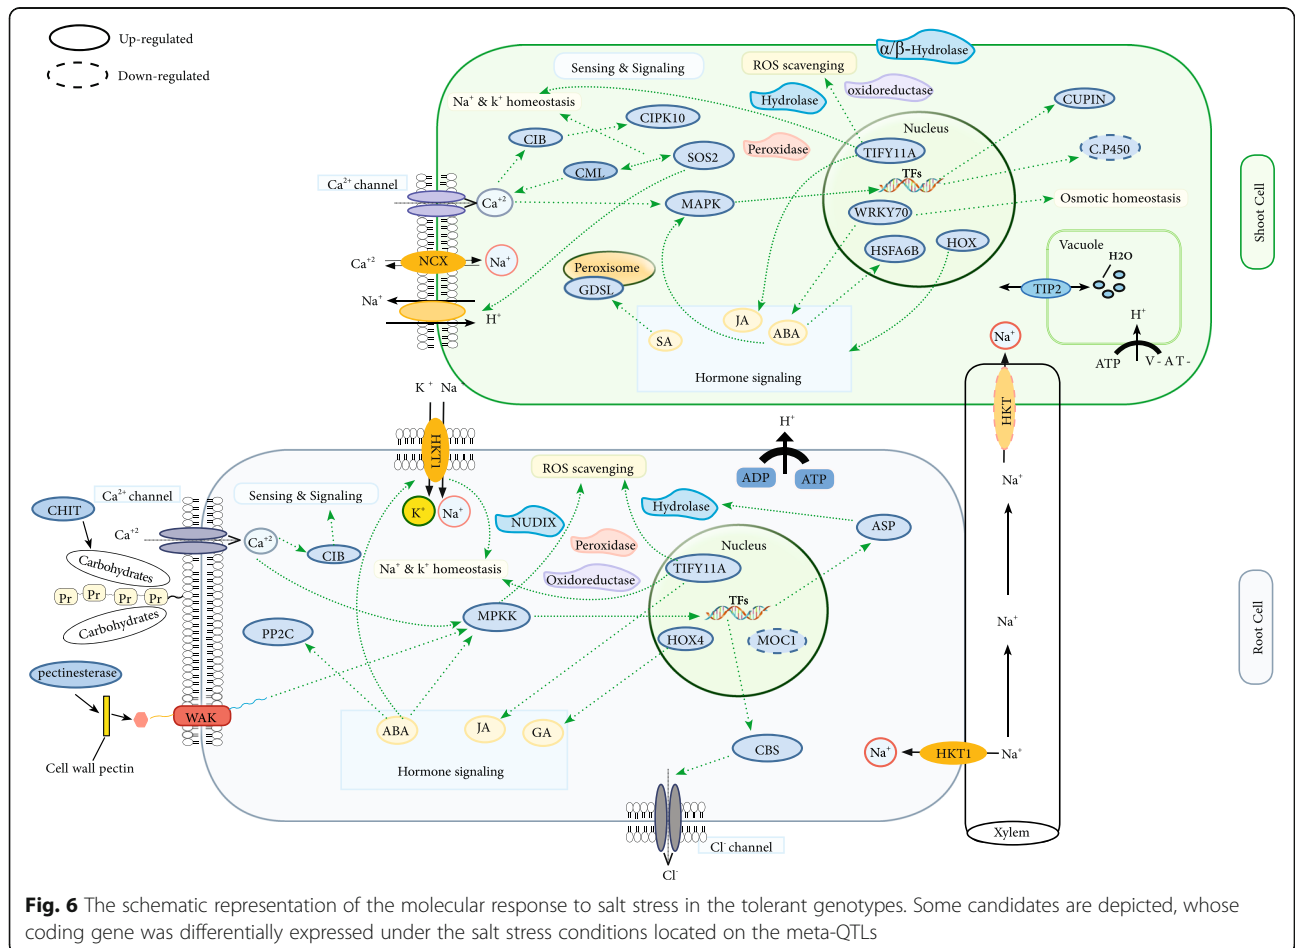 Up-regulated
Down-regulated
α/β-Hydrolase
Sensing & Signaling
ROS scavenging
Hydrolase
oxidoreductase
Na⁺ & k⁺ homeostasis
CIPK10
CUPIN
Nucleus
CIB
Peroxidase
TIFY11A
C.P450
SOS2
CML
TFs
Ca²⁺ channel
Ca⁺²
MAPK
WRKY70
Osmotic homeostasis
HSFA6B
HOX
Vacuole
H2O
Ca⁺²
NCX
Na⁺
Peroxisome
GDSL
TIP2
Na⁺
H⁺
H⁺
JA
ABA
SA
Na⁺
ATP
V-AT-
Hormone signaling
Shoot Cell
K⁺ Na
HKT
H⁺
HKT1
ROS scavenging
ADP
ATP
Na⁺
Ca²⁺ channel
Sensing & Signaling
CHIT
K⁺
Na⁺
NUDIX
Hydrolase
ASP
Ca⁺²
Ca⁺²
CIB
Peroxidase
Nucleus
Carbohydrates
Na⁺ & k⁺ homeostasis
Oxidoreductase
TIFY11A
Pr
Pr
Pr
Pr
TFs
Carbohydrates
MPKK
Na⁺
PP2C
HOX4
MOC1
Root Cell
pectinesterase
WAK
ABA
JA
GA
CBS
Na⁺
HKT1
Na⁺
Cell wall pectin
Hormone signaling
Xylem
Cl⁻ channel
Cl⁻
Fig. 6 The schematic representation of the molecular response to salt stress in the tolerant genotypes. Some candidates are depicted, whose
coding gene was differentially expressed under the salt stress conditions located on the meta-QTLs